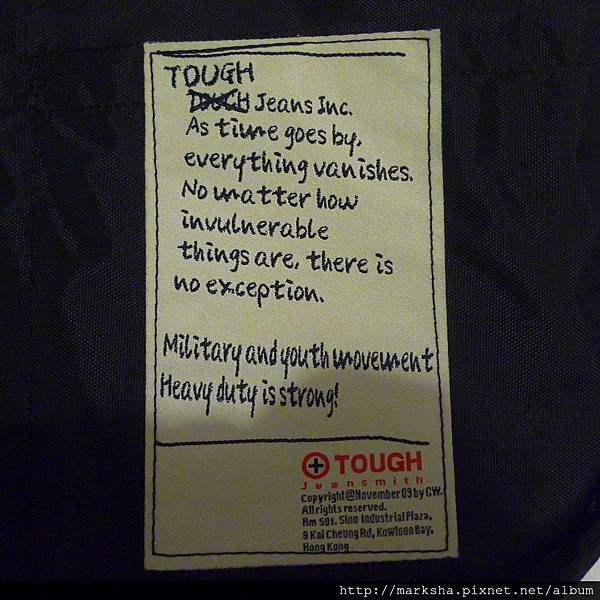 TOUGH
TOUGH Jeans Inc.
As time goes by,
everything vanishes.
No matter how
invulnerable
things are, there is
no exception.
Military and youth movement
Heavy duty is strong!
TOUGH
Jeansmith
Copyright@November 09 by GW.
All rights reserved.
Rm 501. Sino Industrial Plaza,
9 Kai Cheung Rd, Kowloon Bay,
Hong Kong
http://marksha.pixnet.net/album